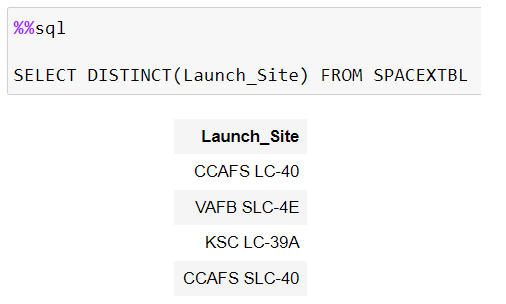 %%sql
SELECT DISTINCT(Launch_Site) FROM SPACEXTBL
Launch_Site
CCAFS LC-40
VAFB SLC-4E
KSC LC-39A
CCAFS SLC-40